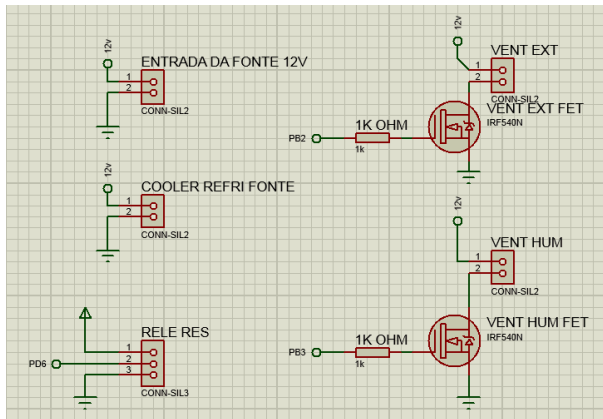 12v
ENTRADA DA FONTE 12V
1
2
CONN-SIL2
12v
COOLER REFRI FONTE
1
2
CONN-SIL2
RELE RES
1
2
3
PD6
CONN-SIL3
12v
VENT EXT
1
2
CONN-SIL2
VENT EXT FET
IRF540N
1K OHM
PB2
1k
12v
VENT HUM
1
2
CONN-SIL2
VENT HUM FET
IRF540N
1K OHM
PB3
1k